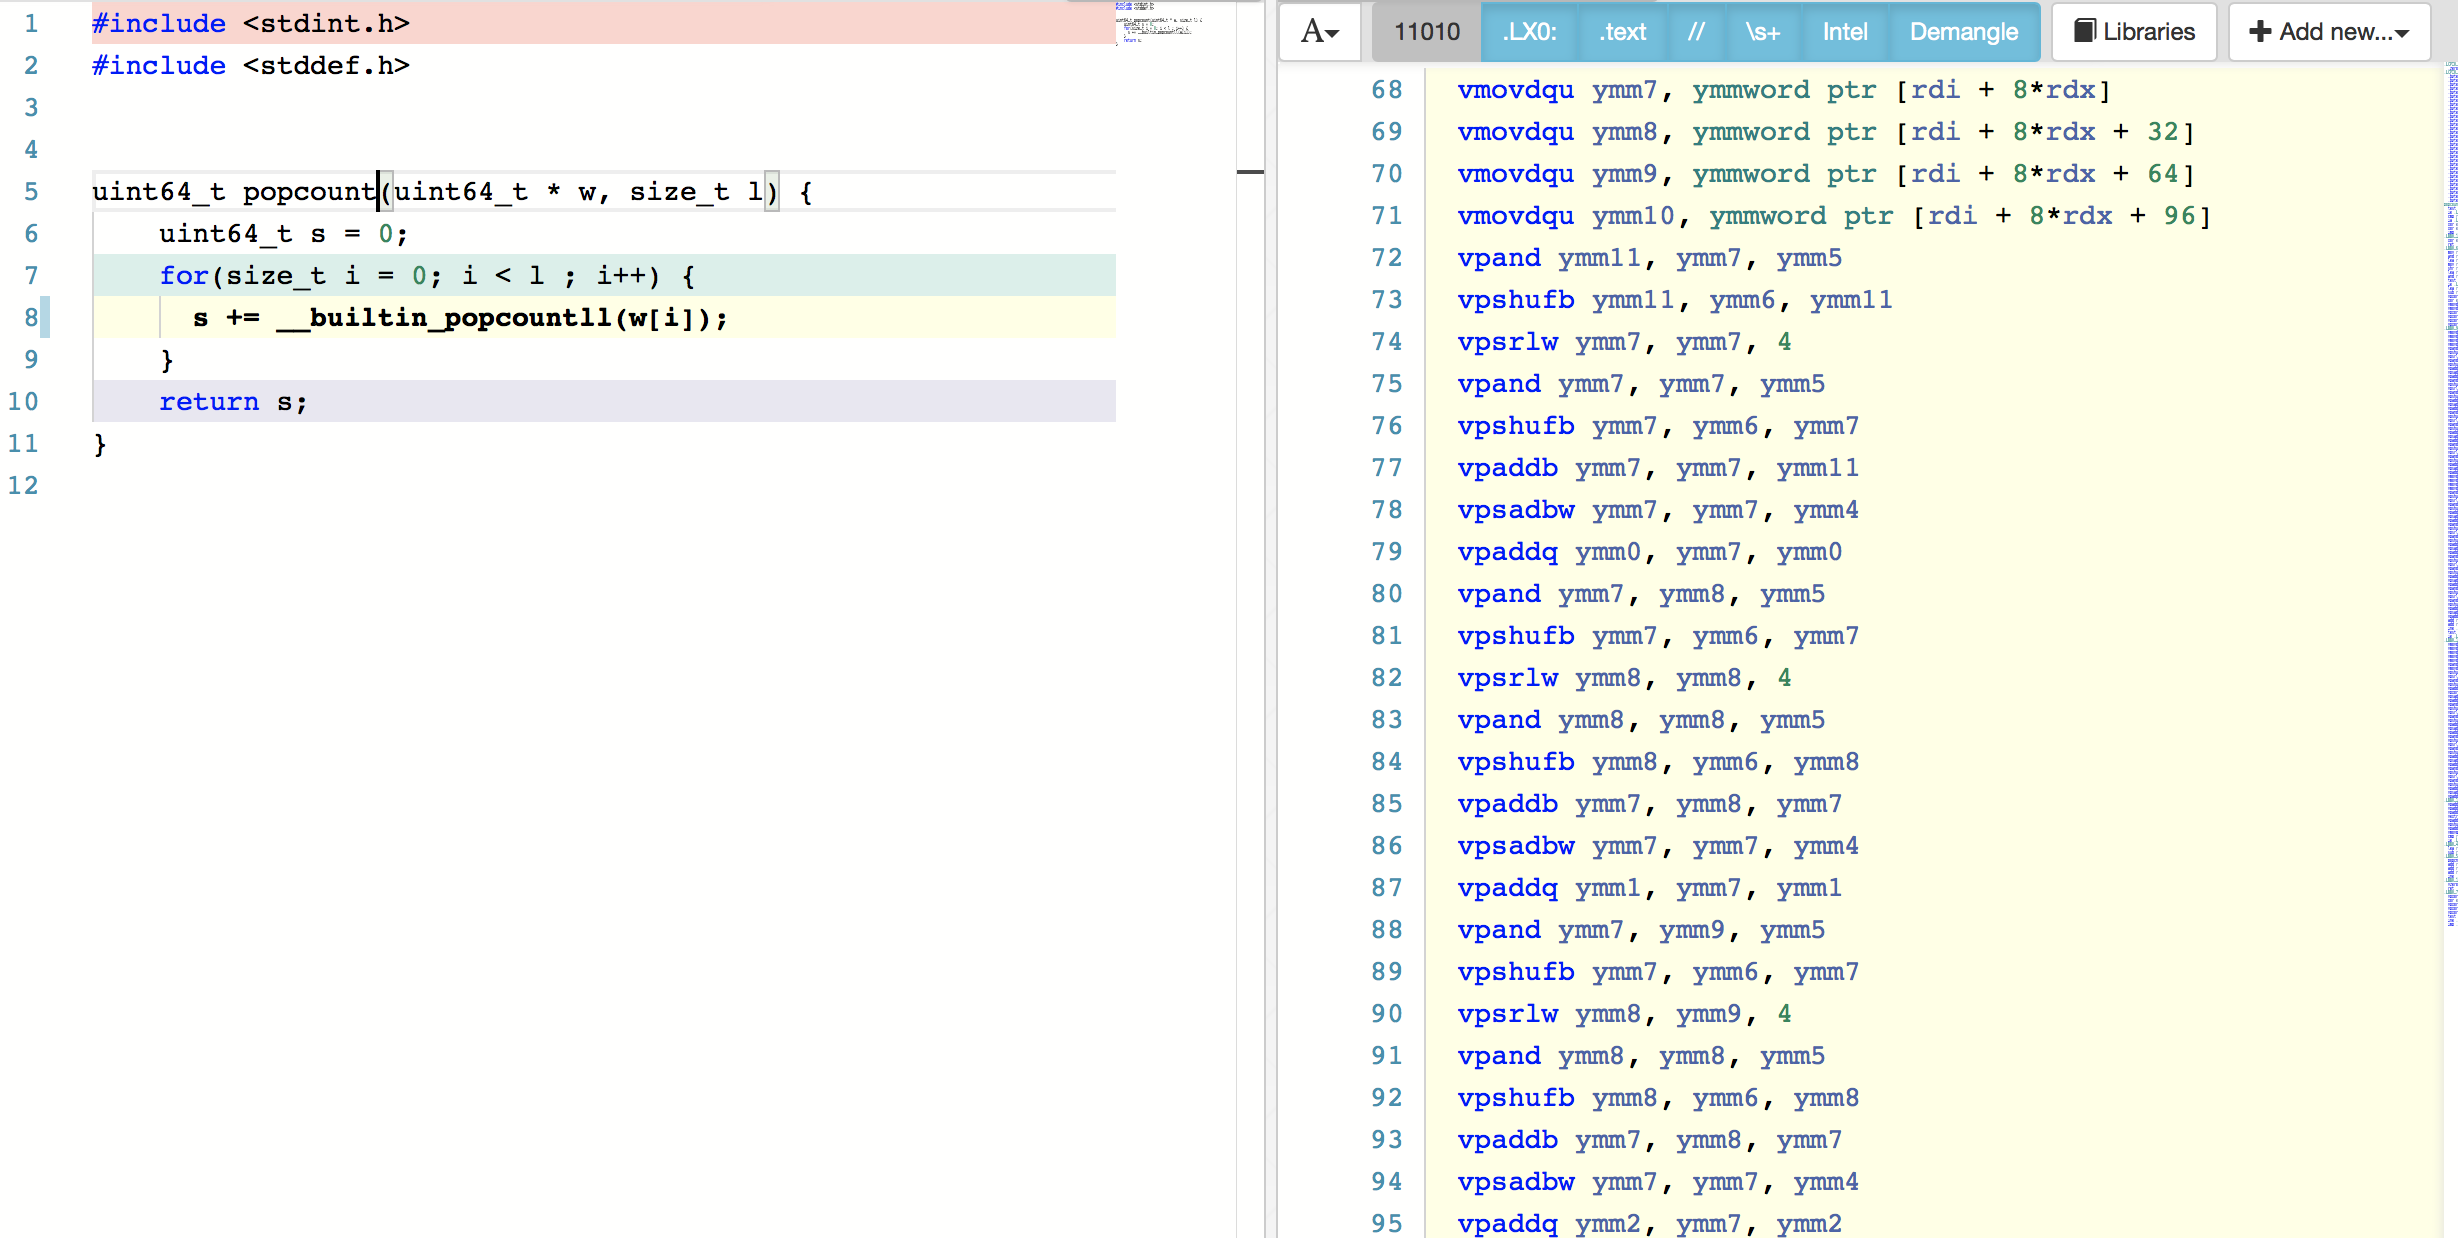 1 #include <stdint.h>
2 #include <stddef.h>
3
4
5 uint64_t popcount(uint64_t * w, size_t l) {
6     uint64_t s = 0;
7     for(size_t i = 0; i < l ; i++) {
8       s += __builtin_popcountll(w[i]);
9     }
10     return s;
11 }
12
A 11010 .LX0: .text // \s+ Intel Demangle Libraries Add new...
68 vmovdqu ymm7, ymmword ptr [rdi + 8*rdx]
69 vmovdqu ymm8, ymmword ptr [rdi + 8*rdx + 32]
70 vmovdqu ymm9, ymmword ptr [rdi + 8*rdx + 64]
71 vmovdqu ymm10, ymmword ptr [rdi + 8*rdx + 96]
72 vpand ymm11, ymm7, ymm5
73 vpshufb ymm11, ymm6, ymm11
74 vpsrlw ymm7, ymm7, 4
75 vpand ymm7, ymm7, ymm5
76 vpshufb ymm7, ymm6, ymm7
77 vpaddb ymm7, ymm7, ymm11
78 vpsadbw ymm7, ymm7, ymm4
79 vpaddq ymm0, ymm7, ymm0
80 vpand ymm7, ymm8, ymm5
81 vpshufb ymm7, ymm6, ymm7
82 vpsrlw ymm8, ymm8, 4
83 vpand ymm8, ymm8, ymm5
84 vpshufb ymm8, ymm6, ymm8
85 vpaddb ymm7, ymm8, ymm7
86 vpsadbw ymm7, ymm7, ymm4
87 vpaddq ymm1, ymm7, ymm1
88 vpand ymm7, ymm9, ymm5
89 vpshufb ymm7, ymm6, ymm7
90 vpsrlw ymm8, ymm9, 4
91 vpand ymm8, ymm8, ymm5
92 vpshufb ymm8, ymm6, ymm8
93 vpaddb ymm7, ymm8, ymm7
94 vpsadbw ymm7, ymm7, ymm4
95 vpaddq ymm2, ymm7, ymm2